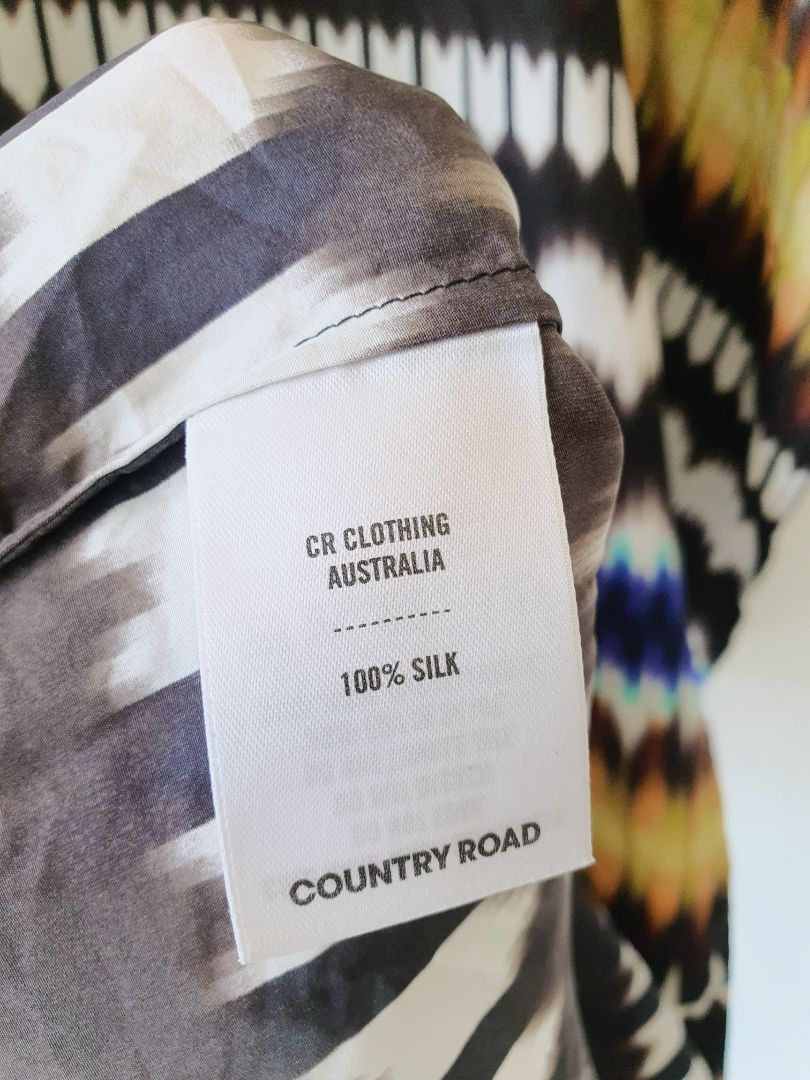 CR CLOTHING
AUSTRALIA
----------
100% SILK
COUNTRY ROAD